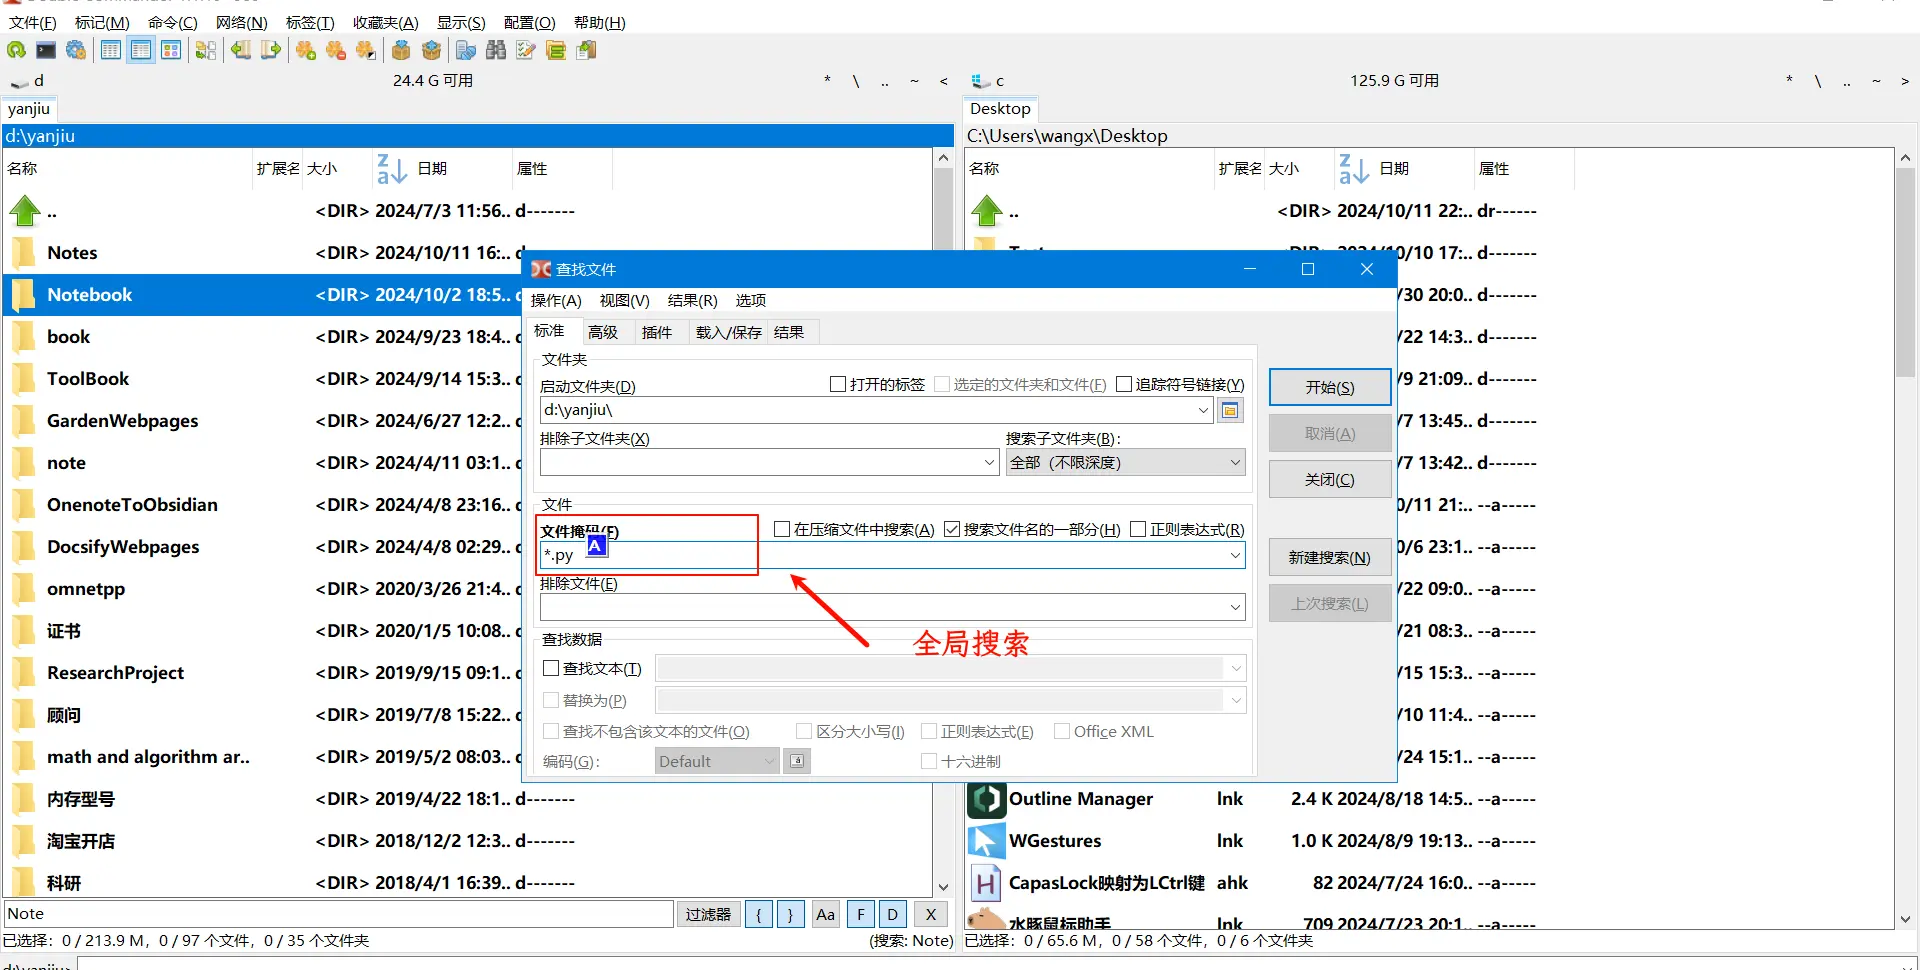 文件(F) 标记(M) 命令(C) 网络(N) 标签(T) 收藏夹(A) 显示(S) 配置(O) 帮助(H)
d 24.4 G 可用 * \ .. ~ <
c 125.9 G 可用 * \ .. ~ >
yanjiu
Desktop
d:\yanjiu
C:\Users\wangx\Desktop
名称 扩展名 大小 日期 属性
名称 扩展名 大小 日期 属性
.. <DIR> 2024/7/3 11:56.. d-------
.. <DIR> 2024/10/11 22:.. dr------
Notes <DIR> 2024/10/11 16:..
17:.. d-------
Notebook <DIR> 2024/10/2 18:5..
/30 20:0.. d-------
book <DIR> 2024/9/23 18:4..
/22 14:3.. d-------
ToolBook <DIR> 2024/9/14 15:3..
/9 21:09.. d-------
GardenWebpages <DIR> 2024/6/27 12:2..
/7 13:45.. d-------
note <DIR> 2024/4/11 03:1..
/7 13:42.. d-------
OnenoteToObsidian <DIR> 2024/4/8 23:16..
0/11 21:.. --a-----
DocsifyWebpages <DIR> 2024/4/8 02:29..
0/6 23:1.. --a-----
omnetpp <DIR> 2020/3/26 21:4..
/22 09:0.. --a-----
证书 <DIR> 2020/1/5 10:08..
/21 08:3.. --a-----
ResearchProject <DIR> 2019/9/15 09:1..
/15 15:3.. --a-----
顾问 <DIR> 2019/7/8 15:22..
/10 11:4.. --a-----
math and algorithm ar.. <DIR> 2019/5/2 08:03..
/24 15:1.. --a-----
内存型号 <DIR> 2019/4/22 18:1.. d-------
Outline Manager lnk 2.4 K 2024/8/18 14:5.. --a-----
淘宝开店 <DIR> 2018/12/2 12:3.. d-------
WGestures lnk 1.0 K 2024/8/9 19:13.. --a-----
科研 <DIR> 2018/4/1 16:39.. d-------
CapasLock映射为LCtrl键 ahk 82 2024/7/24 16:0.. --a-----
水豚鼠标助手 lnk 709 2024/7/23 20:1.. --a-----
查找文件
操作(A) 视图(V) 结果(R) 选项
标准 高级 插件 载入/保存 结果
文件夹
启动文件夹(D) 打开的标签 选定的文件夹和文件(F) 追踪符号链接(Y)
d:\yanjiu\
排除子文件夹(X) 搜索子文件夹(B):
全部 (不限深度)
文件
文件掩码(F) 在压缩文件中搜索(A) 搜索文件名的一部分(H) 正则表达式(R)
*.py A
排除文件(E)
全局搜索
查找数据
查找文本(T)
替换为(P)
查找不包含该文本的文件(O) 区分大小写(I) 正则表达式(E) Office XML
编码(G): Default a 十六进制
开始(S)
取消(A)
关闭(C)
新建搜索(N)
上次搜索(L)
Note 过滤器 { } Aa F D X
已选择: 0 / 213.9 M, 0 / 97 个文件, 0 / 35 个文件夹 (搜索: Note)
已选择: 0 / 65.6 M, 0 / 58 个文件, 0 / 6 个文件夹
d:\yanjiu>